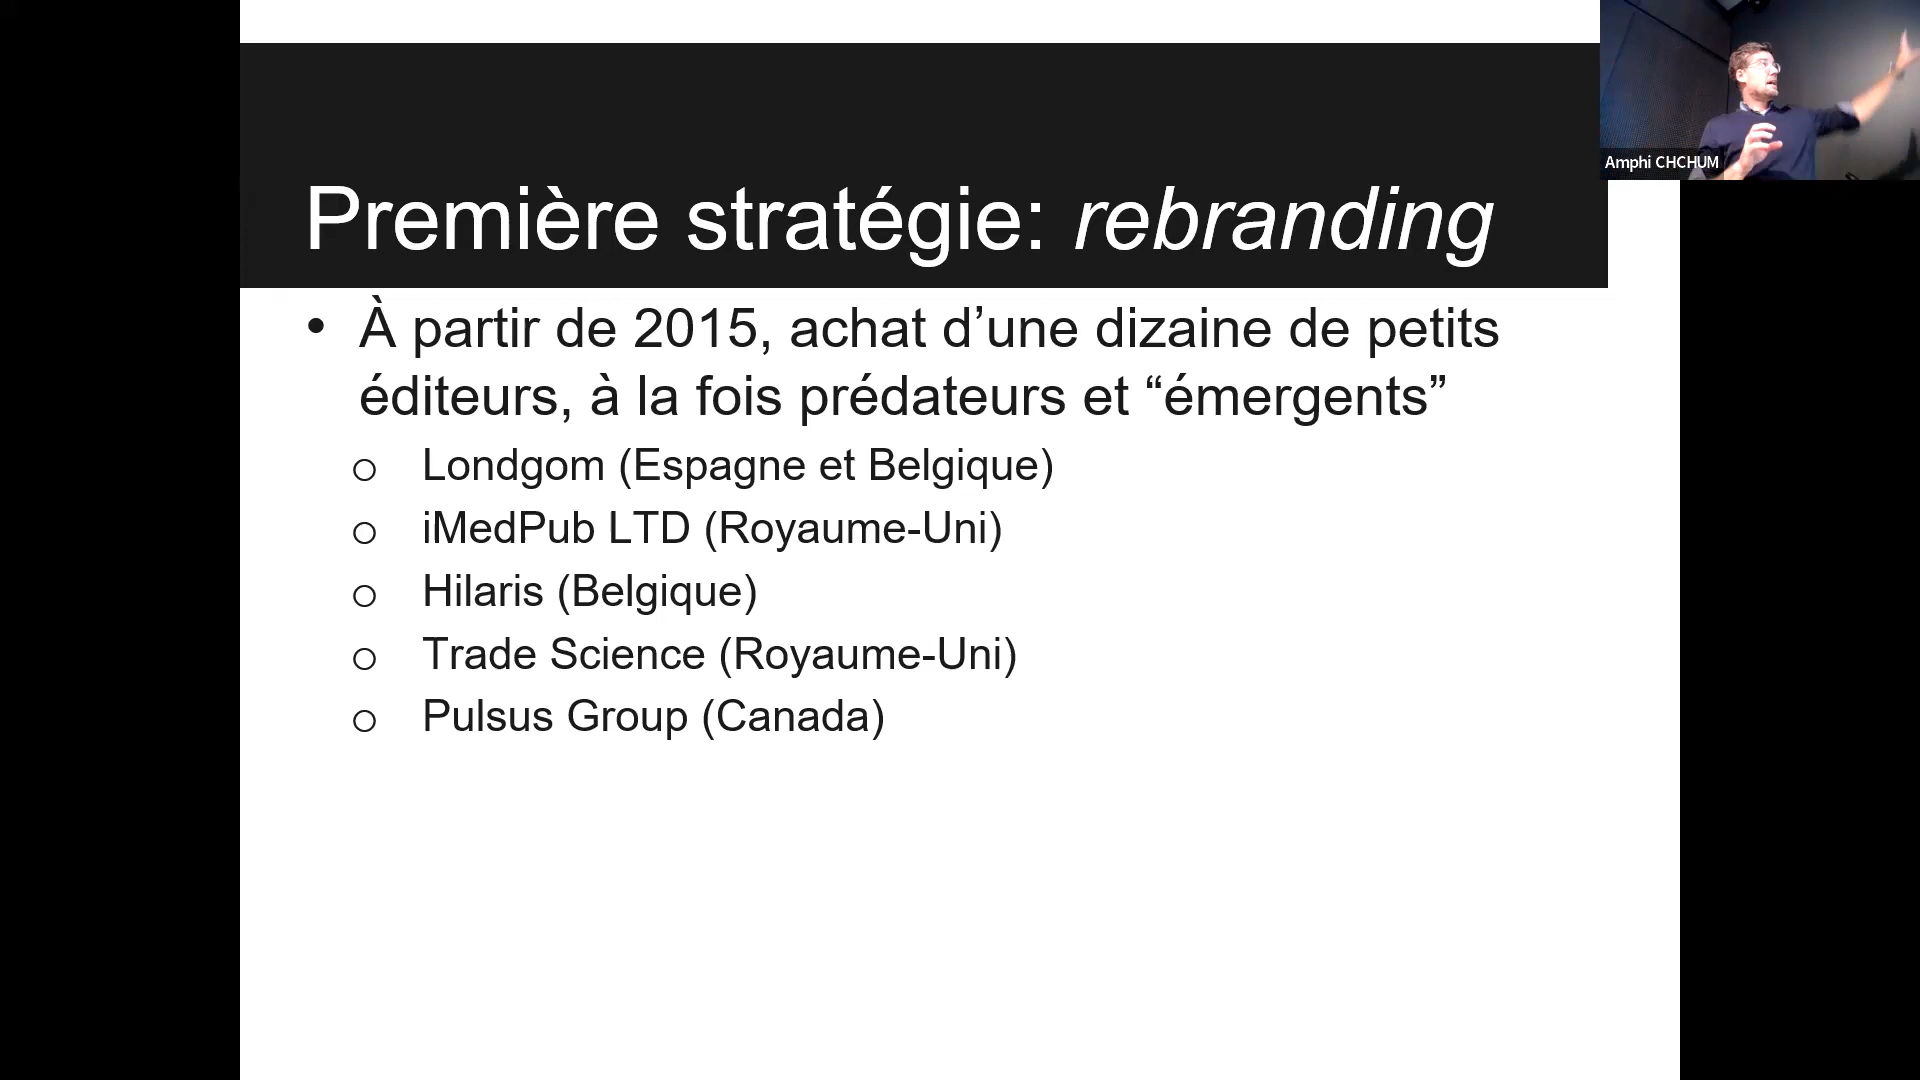 Première stratégie: rebranding
• À partir de 2015, achat d’une dizaine de petits
éditeurs, à la fois prédateurs et “émergents”
o Londgom (Espagne et Belgique)
o iMedPub LTD (Royaume-Uni)
o Hilaris (Belgique)
o Trade Science (Royaume-Uni)
o Pulsus Group (Canada)
Amphi CHCHUM